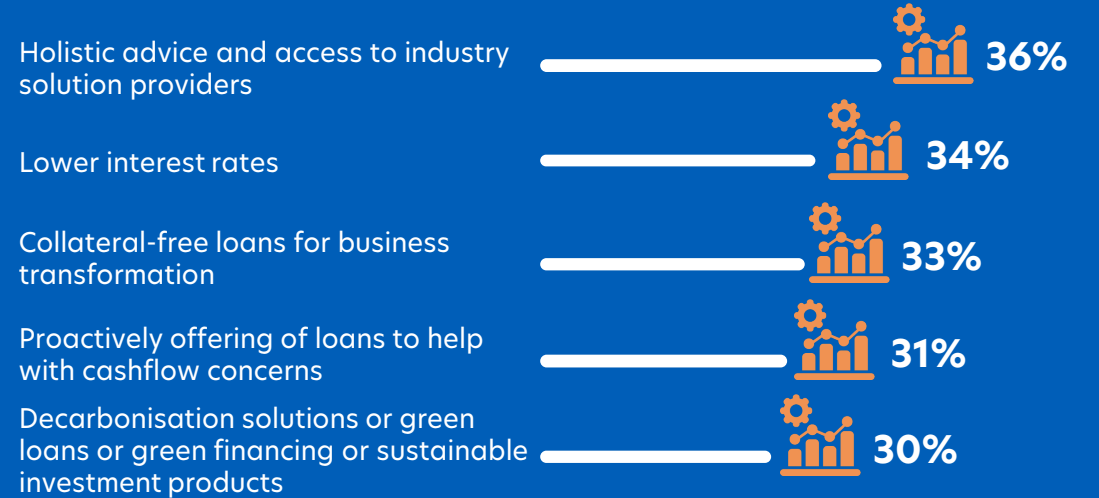 Holistic advice and access to industry
solution providers
36%
Lower interest rates
34%
Collateral-free loans for business
transformation
33%
Proactively offering of loans to help
with cashflow concerns
31%
Decarbonisation solutions or green
loans or green financing or sustainable
investment products
30%